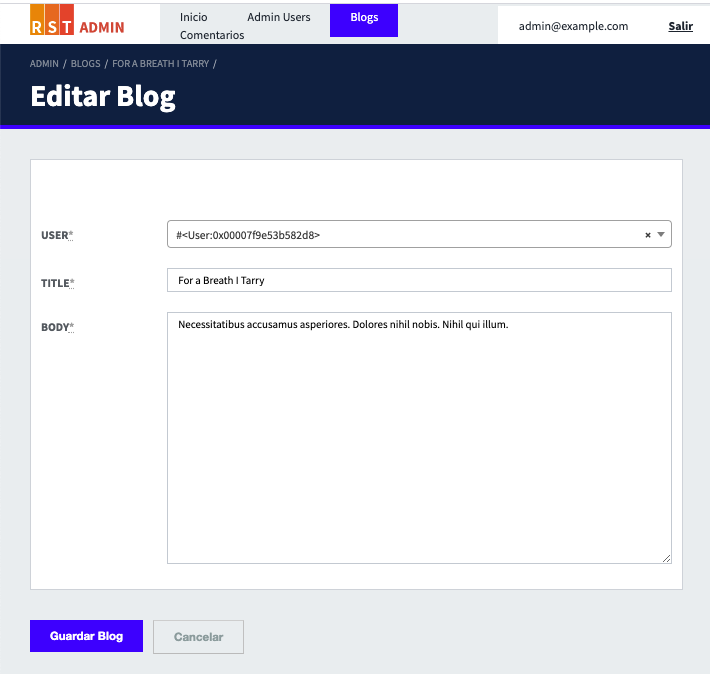 RST ADMIN
Inicio Admin Users Blogs
Comentarios
admin@example.com Salir
ADMIN / BLOGS / FOR A BREATH I TARRY /
Editar Blog
USER* #<User:0x00007f9e53b582d8> × 
TITLE* For a Breath I Tarry
BODY* Necessitatibus accusamus asperiores. Dolores nihil nobis. Nihil qui illum.
Guardar Blog Cancelar